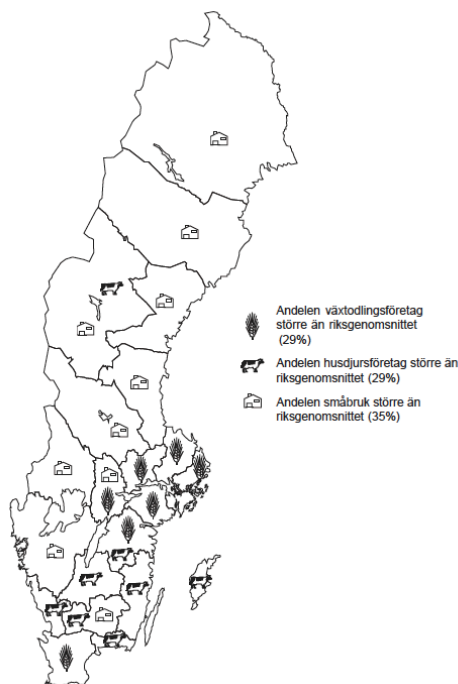 Andelen växtodlingsföretag
större än riksgenomsnittet
(29%)
Andelen husdjursföretag större än
riksgenomsnittet (29%)
Andelen småbruk större än
riksgenomsnittet (35%)